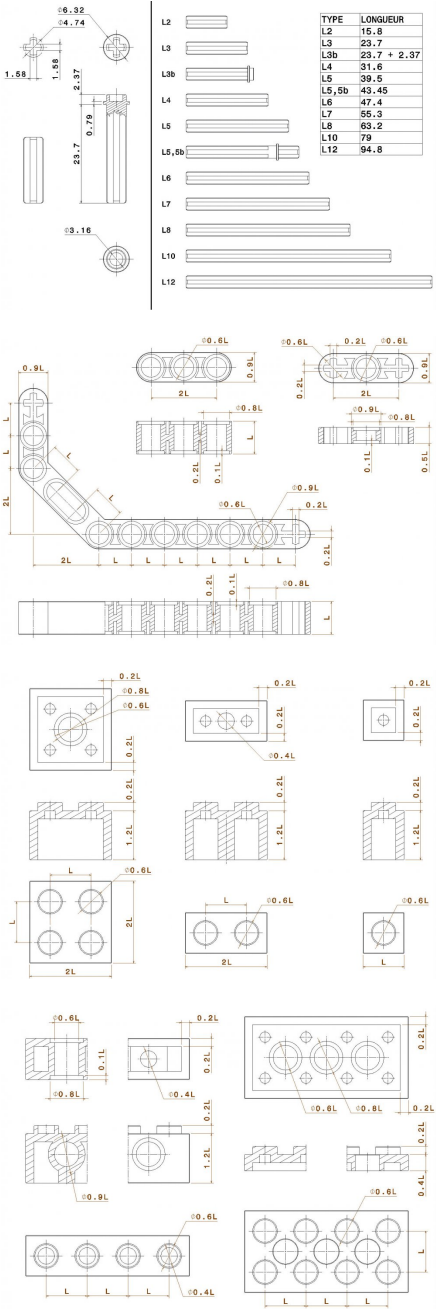 Φ6.32
Φ4.74
1.58
1.58
2.37
0.79
23.7
Φ3.16
L2
L3
L3b
L4
L5
L5,5b
L6
L7
L8
L10
L12
TYPE LONGUEUR
L2 15.8
L3 23.7
L3b 23.7 + 2.37
L4 31.6
L5 39.5
L5,5b 43.45
L6 47.4
L7 55.3
L8 63.2
L10 79
L12 94.8
Φ0.6L
0.9L
2L
Φ0.8L
L
0.2L
0.1L
Φ0.6L
0.2L
Φ0.6L
0.2L
0.9L
2L
Φ0.9L
Φ0.8L
0.1L
0.5L
0.9L
L
L
2L
L
L
Φ0.6L
Φ0.9L
0.2L
0.2L
2L
L
L
L
L
L
L
0.2L
0.1L
Φ0.8L
L
0.2L
Φ0.8L
Φ0.6L
0.2L
0.2L
1.2L
L
Φ0.6L
L
2L
2L
0.2L
0.2L
Φ0.4L
0.2L
1.2L
L
Φ0.6L
2L
0.2L
0.2L
0.2L
1.2L
Φ0.6L
L
Φ0.6L
0.1L
Φ0.8L
0.2L
0.2L
Φ0.4L
0.2L
1.2L
Φ0.9L
0.2L
Φ0.6L
Φ0.8L
0.2L
0.2L
0.4L
Φ0.6L
Φ0.4L
L
L
L
Φ0.6L
L
L
L
L